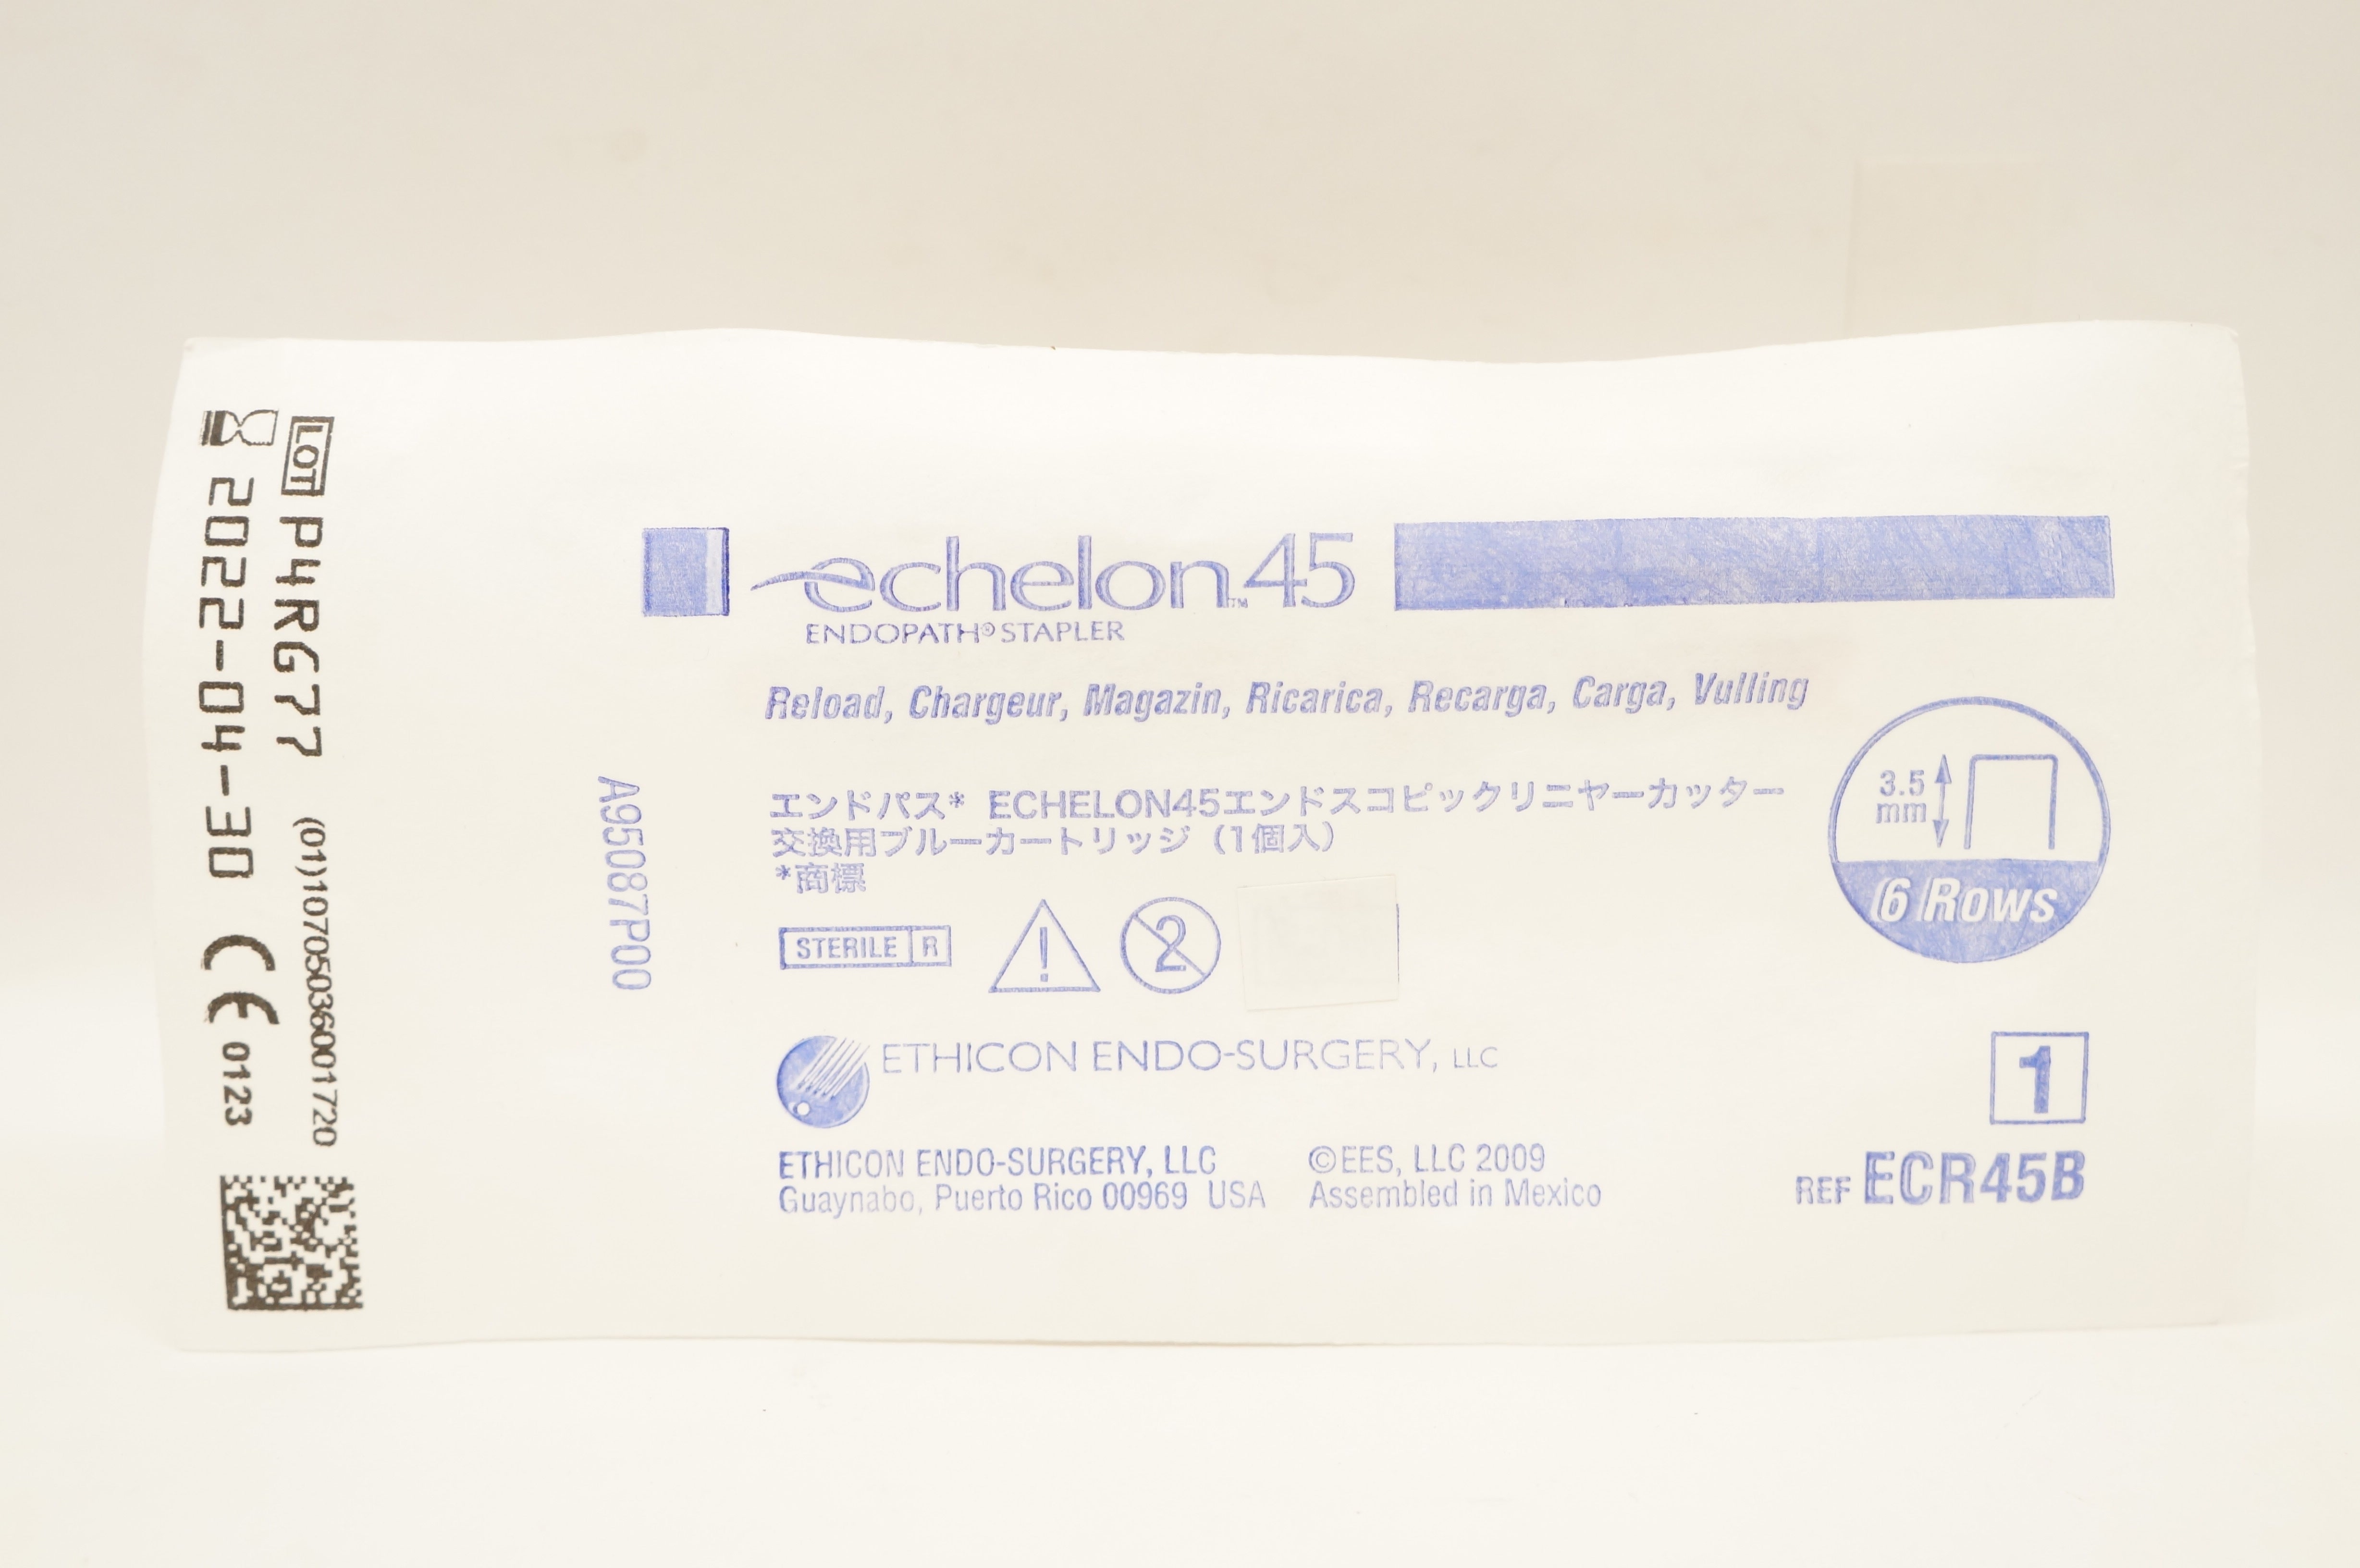 LOT P4RG77 (01)10705036001720
2022-04-30 CE 0123
A95087P00
echelon™45
ENDOPATH® STAPLER
Reload, Chargeur, Magazin, Ricarica, Recarga, Carga, Vulling
エンドパス* ECHELON45エンドスコピックリニヤーカッター
交換用ブルーカートリッジ（1個入）
*商標
3.5
mm
6 Rows
STERILE R
!
2
ETHICON ENDO-SURGERY, LLC
1
ETHICON ENDO-SURGERY, LLC ©EES, LLC 2009
Guaynabo, Puerto Rico 00969 USA Assembled in Mexico
REF ECR45B